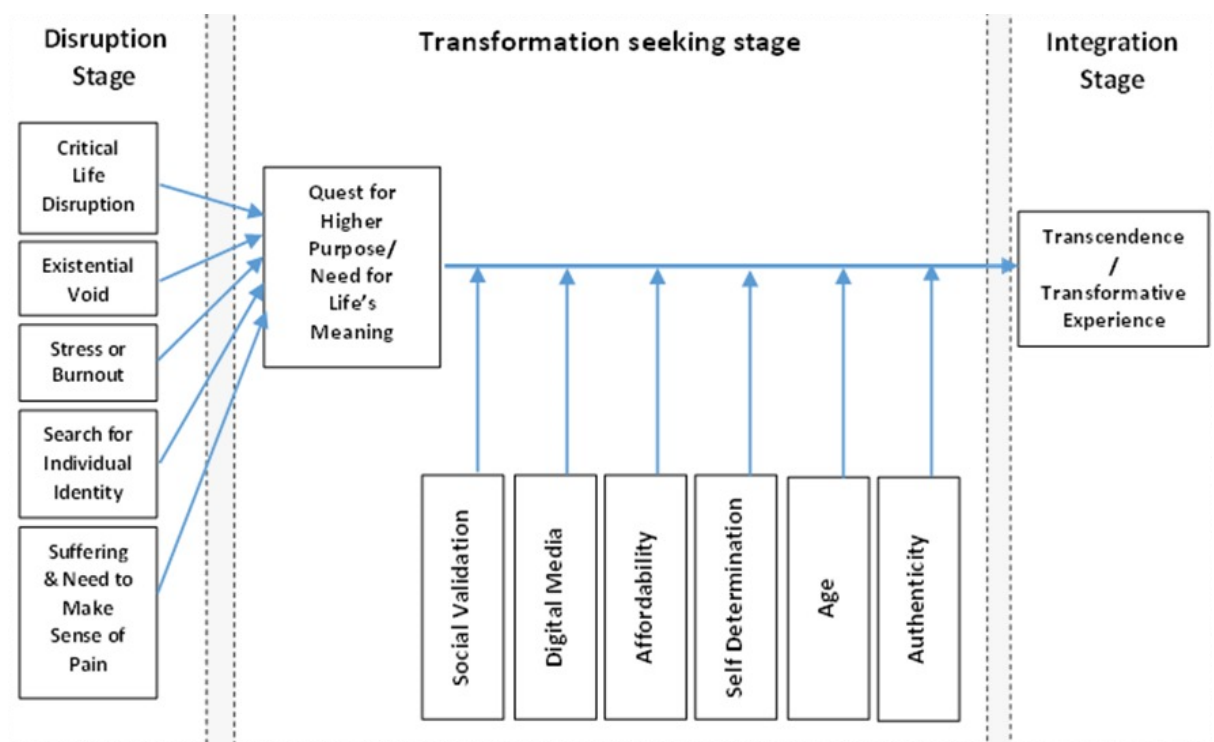 Disruption
Stage
Transformation seeking stage
Integration
Stage
Critical
Life
Disruption
Existential
Void
Stress or
Burnout
Search for
Individual
Identity
Suffering
& Need to
Make
Sense of
Pain
Quest for
Higher
Purpose/
Need for
Life's
Meaning
Social Validation
Digital Media
Affordability
Self Determination
Age
Authenticity
Transcendence
/
Transformative
Experience